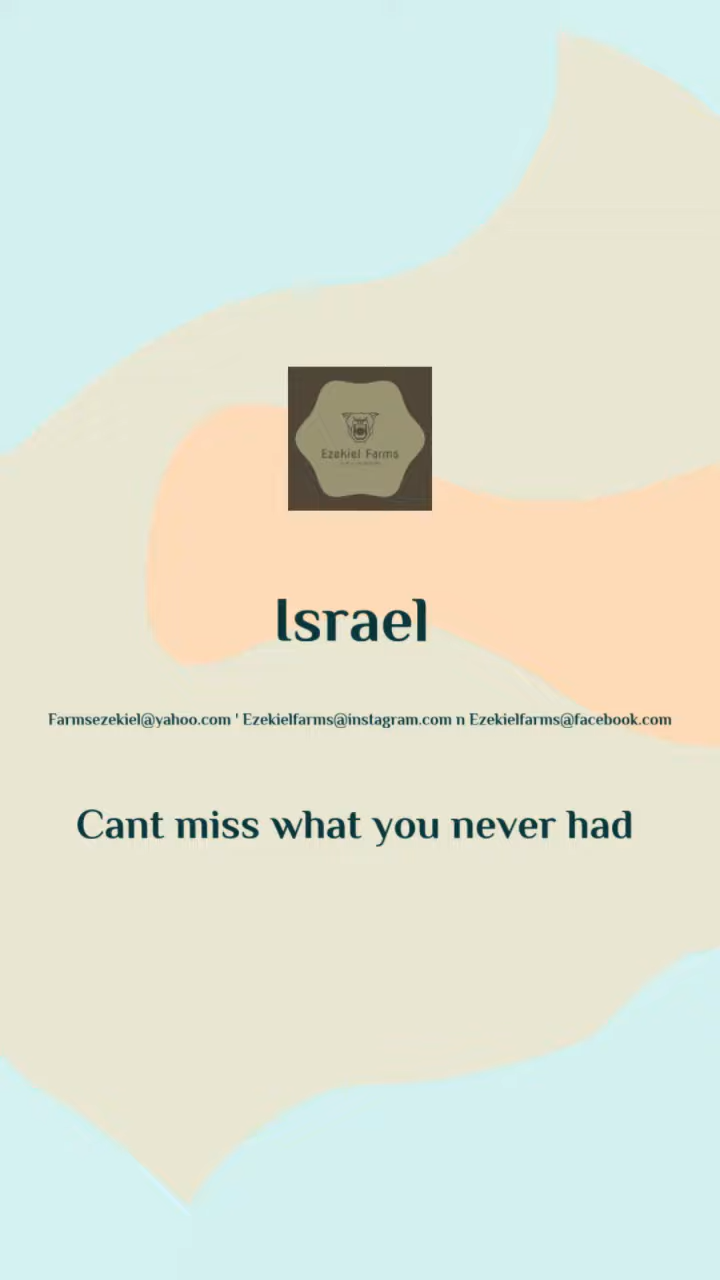 Ezekiel Farms
Israel
Farmsezekiel@yahoo.com ' Ezekielfarms@instagram.com n Ezekielfarms@facebook.com
Cant miss what you never had